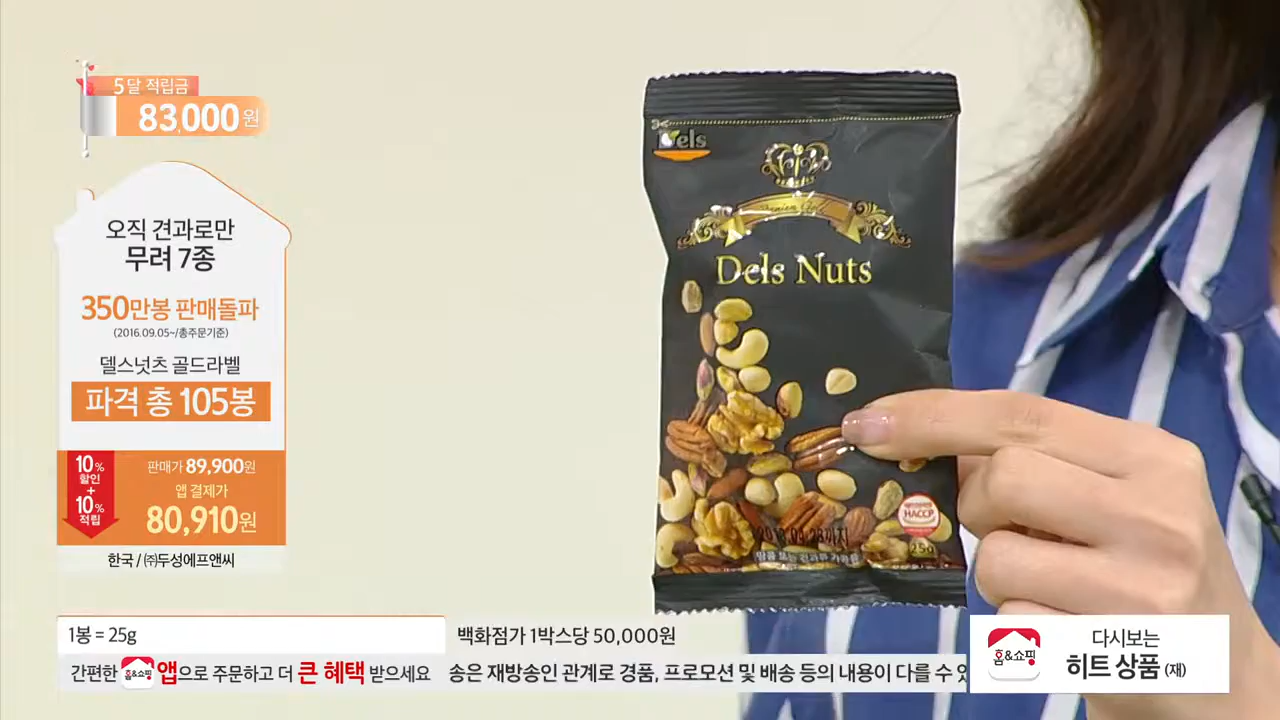 5달 적립금
83,000원
오직 견과로만
무려 7종
350만봉 판매돌파
(2016.09.05~/총주문기준)
델스넛츠 골드라벨
파격 총 105봉
10%
할인
+
10%
적립
판매가 89,900원
앱 결제가
80,910원
한국 / ㈜두성에프앤씨
Dels
Premium Gold
Dels Nuts
HACCP
25g
1봉 = 25g
백화점가 1박스당 50,000원
간편한 홈&쇼핑 앱으로 주문하고 더 큰 혜택 받으세요
송은 재방송인 관계로 경품, 프로모션 및 배송 등의 내용이 다를 수 있
홈&쇼핑
다시보는
히트 상품 (재)